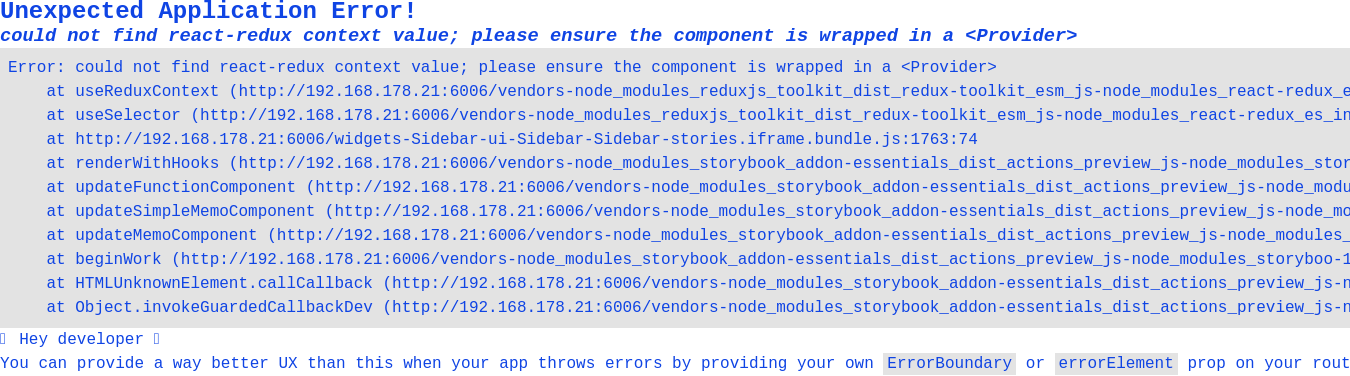 Unexpected Application Error!
could not find react-redux context value; please ensure the component is wrapped in a <Provider>
Error: could not find react-redux context value; please ensure the component is wrapped in a <Provider>
at useReduxContext (http://192.168.178.21:6006/vendors-node_modules_reduxjs_toolkit_dist_redux-toolkit_esm_js-node_modules_react-redux_e
at useSelector (http://192.168.178.21:6006/vendors-node_modules_reduxjs_toolkit_dist_redux-toolkit_esm_js-node_modules_react-redux_es_in
at http://192.168.178.21:6006/widgets-Sidebar-ui-Sidebar-Sidebar-stories.iframe.bundle.js:1763:74
at renderWithHooks (http://192.168.178.21:6006/vendors-node_modules_storybook_addon-essentials_dist_actions_preview_js-node_modules_stor
at updateFunctionComponent (http://192.168.178.21:6006/vendors-node_modules_storybook_addon-essentials_dist_actions_preview_js-node_modu
at updateSimpleMemoComponent (http://192.168.178.21:6006/vendors-node_modules_storybook_addon-essentials_dist_actions_preview_js-node_mo
at updateMemoComponent (http://192.168.178.21:6006/vendors-node_modules_storybook_addon-essentials_dist_actions_preview_js-node_modules_
at beginWork (http://192.168.178.21:6006/vendors-node_modules_storybook_addon-essentials_dist_actions_preview_js-node_modules_storyboo-1
at HTMLUnknownElement.callCallback (http://192.168.178.21:6006/vendors-node_modules_storybook_addon-essentials_dist_actions_preview_js-n
at Object.invokeGuardedCallbackDev (http://192.168.178.21:6006/vendors-node_modules_storybook_addon-essentials_dist_actions_preview_js-n
Hey developer
You can provide a way better UX than this when your app throws errors by providing your own ErrorBoundary or errorElement prop on your rout